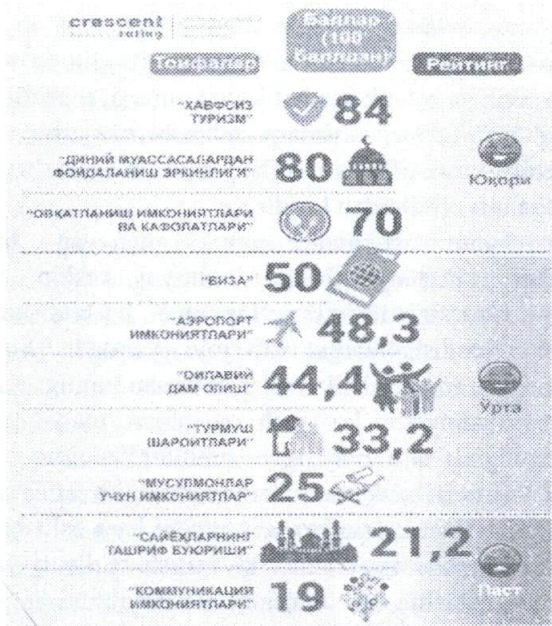 crescent
rating
Тоифалар
Баллар
(100
баллдан)
Рейтинг
"ХАВФСИЗ
ТУРИЗМ"
84
"ДИНИЙ МУАССАСАЛАРДАН
ФОЙДАЛАНИШ ЭРКИНЛИГИ"
80
Юқори
"ОВҚАТЛАНИШ ИМКОНИЯТЛАРИ
ВА КАФОЛАТЛАРИ"
70
"ВИЗА"
50
"АЭРОПОРТ
ИМКОНИЯТЛАРИ"
48,3
"ОИЛАВИЙ
ДАМ ОЛИШ"
44,4
Ўрта
"ТУРМУШ
ШАРОИТЛАРИ"
33,2
"МУСУЛМОНЛАР
УЧУН ИМКОНИЯТЛАР"
25
"САЙЁХЛАРНИНГ
ТАШРИФ БУЮРИШИ"
21,2
Паст
"КОММУНИКАЦИЯ
ИМКОНИЯТЛАРИ"
19